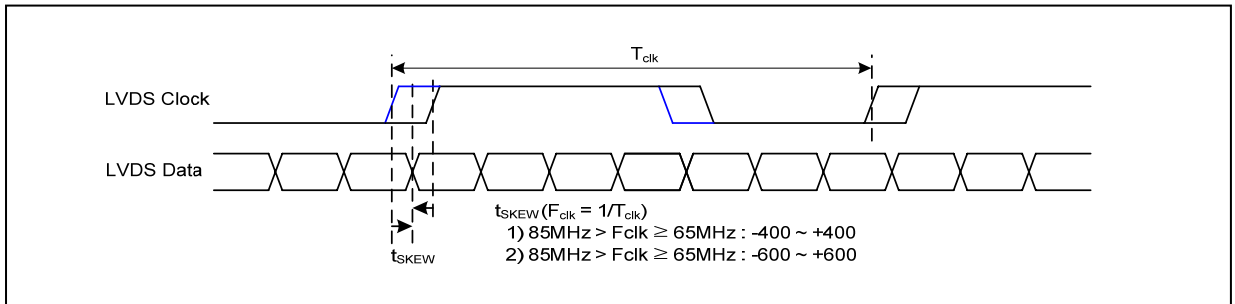 Tclk
LVDS Clock
LVDS Data
tSKEW (Fclk = 1/Tclk)
1) 85MHz > Fclk ≥ 65MHz : -400 ~ +400
2) 85MHz > Fclk ≥ 65MHz : -600 ~ +600
tSKEW